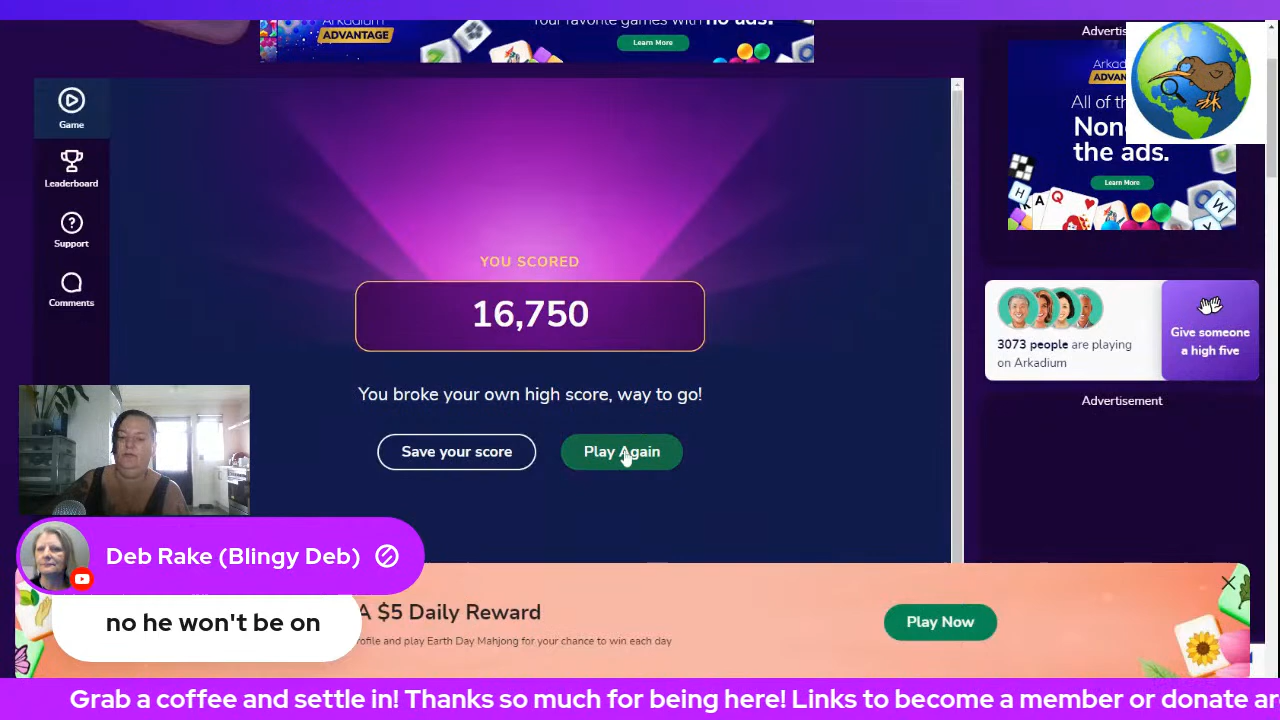 Arkadium
ADVANTAGE
Your favorite games with no ads.
Learn More
Game
Leaderboard
Support
Comments
YOU SCORED
16,750
You broke your own high score, way to go!
Save your score
Play Again
Arkad
ADVAN
All of th
Non
the ads.
Learn More
H
K
A
Q
W
Y
3073 people are playing
on Arkadium
Give someone
a high five
Advertisement
Deb Rake (Blingy Deb)
no he won't be on
A $5 Daily Reward
rofile and play Earth Day Mahjong for your chance to win each day
Play Now
Grab a coffee and settle in! Thanks so much for being here! Links to become a member or donate ar